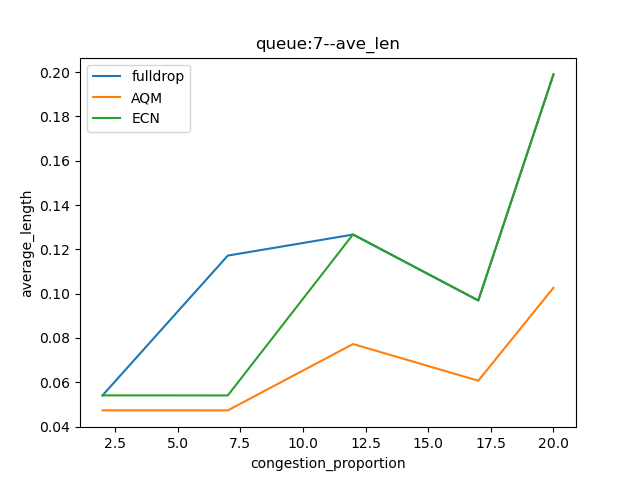 queue:7--ave_len
fulldrop
AQM
ECN
average_length
0.20
0.18
0.16
0.14
0.12
0.10
0.08
0.06
0.04
2.5 5.0 7.5 10.0 12.5 15.0 17.5 20.0
congestion_proportion